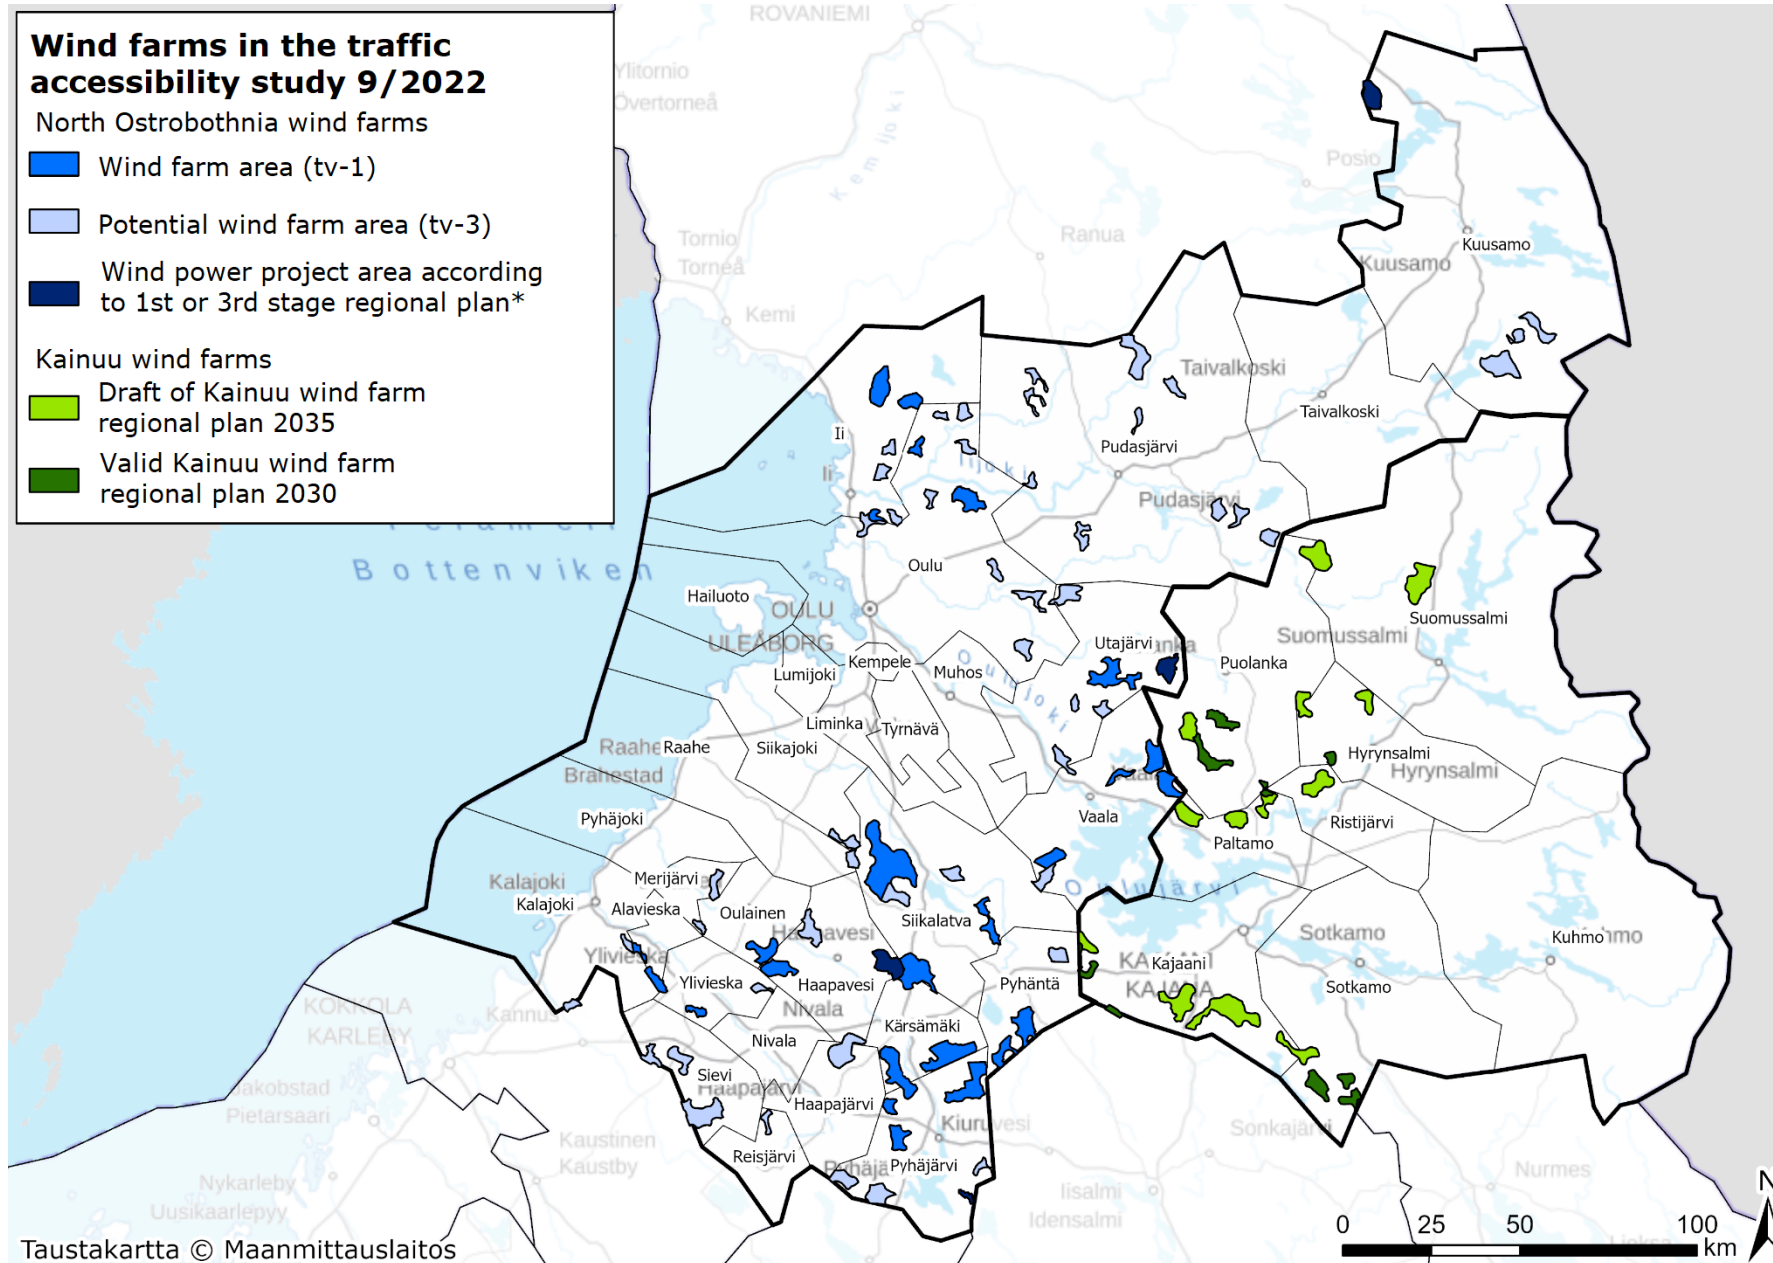 Wind farms in the traffic
accessibility study 9/2022
North Ostrobothnia wind farms
Wind farm area (tv-1)
Potential wind farm area (tv-3)
Wind power project area according
to 1st or 3rd stage regional plan*
Kainuu wind farms
Draft of Kainuu wind farm
regional plan 2035
Valid Kainuu wind farm
regional plan 2030
ROVANIEMI
Ylitornio
Övertorneå
Kemijoki
Posio
Tornio
Torneå
Ranua
Kuusamo
Kuusamo
Kemi
Taivalkoski
Taivalkoski
Ii
Ii
Iijoki
Pudasjärvi
Pudasjärvi
Bottenviken
Oulu
Hailuoto
OULU
ULEÅBORG
Suomussalmi
Suomussalmi
Utajärvi
Puolanka
Kempele
Lumijoki
Muhos
Oulujoki
Liminka
Tyrnävä
Raahe
Raahe
Brahestad
Siikajoki
Hyrynsalmi
Hyrynsalmi
Pyhäjoki
Vaala
Ristijärvi
Paltamo
Merijärvi
Kalajoki
Kalajoki
Oulujärvi
Alavieska
Oulainen
Siikalatva
Haapavesi
Sotkamo
Kuhmo
Ylivieska
Ylivieska
Haapavesi
Pyhäntä
Kajaani
KAJAANI
KAJANA
Sotkamo
KOKKOLA
KARLEBY
Kannus
Nivala
Kärsämäki
Nivala
Sievi
Haapajärvi
Haapajärvi
Jakobstad
Pietarsaari
Kiuruvesi
Sonkajärvi
Kaustinen
Kaustby
Reisjärvi
Pyhäjärvi
Nykarleby
Uusikaarlepyy
Iisalmi
Idensalmi
Nurmes
N
0 25 50 100
km
Taustakartta © Maanmittauslaitos